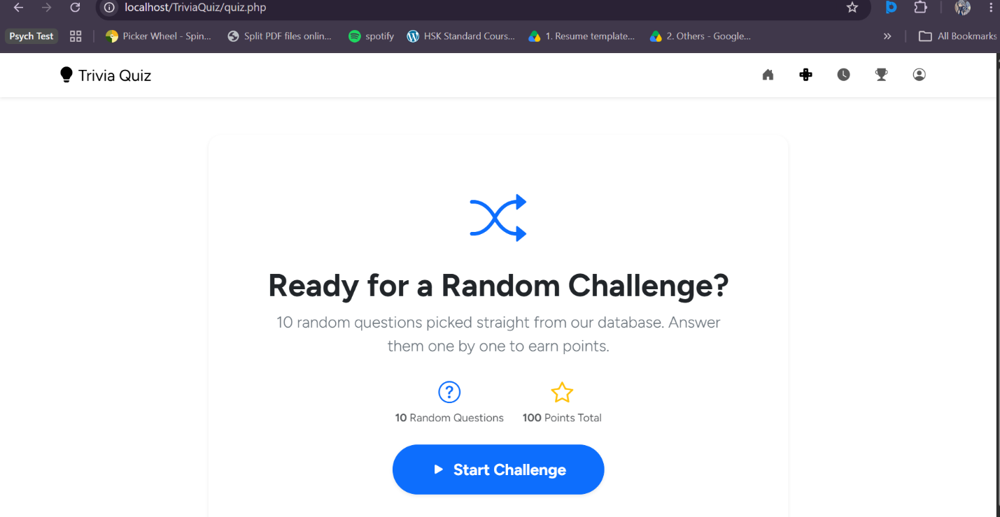 localhost/TriviaQuiz/quiz.php
Psych Test
Picker Wheel - Spin...
Split PDF files onlin...
spotify
HSK Standard Cours...
1. Resume template...
2. Others - Google...
»
All Bookmarks
Trivia Quiz
Ready for a Random Challenge?
10 random questions picked straight from our database. Answer
them one by one to earn points.
?
10 Random Questions
100 Points Total
Start Challenge